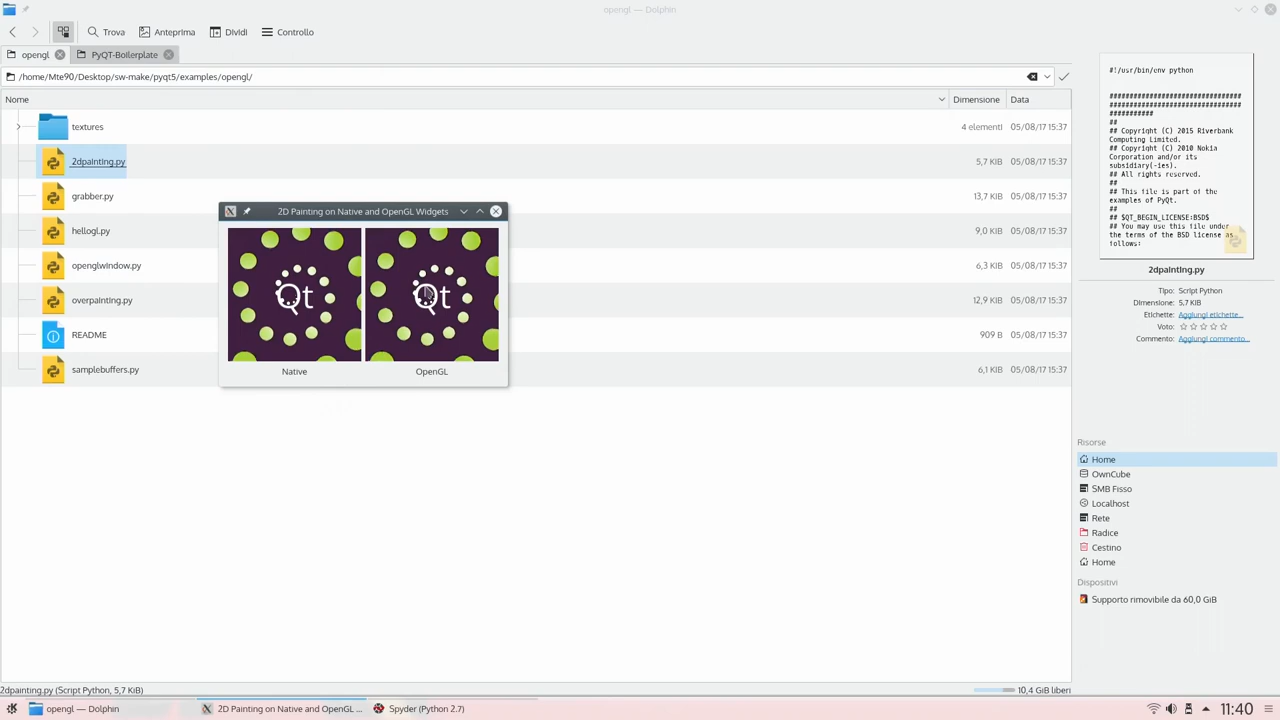 opengl — Dolphin
Trova
Anteprima
Dividi
Controllo
opengl
PyQT-Boilerplate
/home/Mte90/Desktop/sw-make/pyqt5/examples/opengl/
Nome
Dimensione
Data
textures
4 elementi
05/08/17 15:37
2dpainting.py
5,7 KiB
05/08/17 15:37
grabber.py
13,7 KiB
05/08/17 15:37
hellogl.py
9,0 KiB
05/08/17 15:37
openglwindow.py
6,3 KiB
05/08/17 15:37
overpainting.py
12,9 KiB
05/08/17 15:37
README
909 B
05/08/17 15:37
samplebuffers.py
6,1 KiB
05/08/17 15:37
2D Painting on Native and OpenGL Widgets
Qt
Qt
Native
OpenGL
#!/usr/bin/env python
################################
################################
###########
##
## Copyright (C) 2015 Riverbank
Computing Limited.
## Copyright (C) 2010 Nokia
Corporation and/or its
subsidiary(-ies).
## All rights reserved.
##
## This file is part of the
examples of PyQt.
##
## $QT_BEGIN_LICENSE:BSD$
## You may use this file under
the terms of the BSD license as
follows:
2dpainting.py
Tipo: Script Python
Dimensione: 5,7 KiB
Etichette: Aggiungi etichette...
Voto:
Commento: Aggiungi commento...
Risorse
Home
OwnCube
SMB Fisso
Localhost
Rete
Radice
Cestino
Home
Dispositivi
Supporto rimovibile da 60,0 GiB
2dpainting.py (Script Python, 5,7 KiB)
10,4 GiB liberi
opengl — Dolphin
2D Painting on Native and OpenGL ...
Spyder (Python 2.7)
11:40